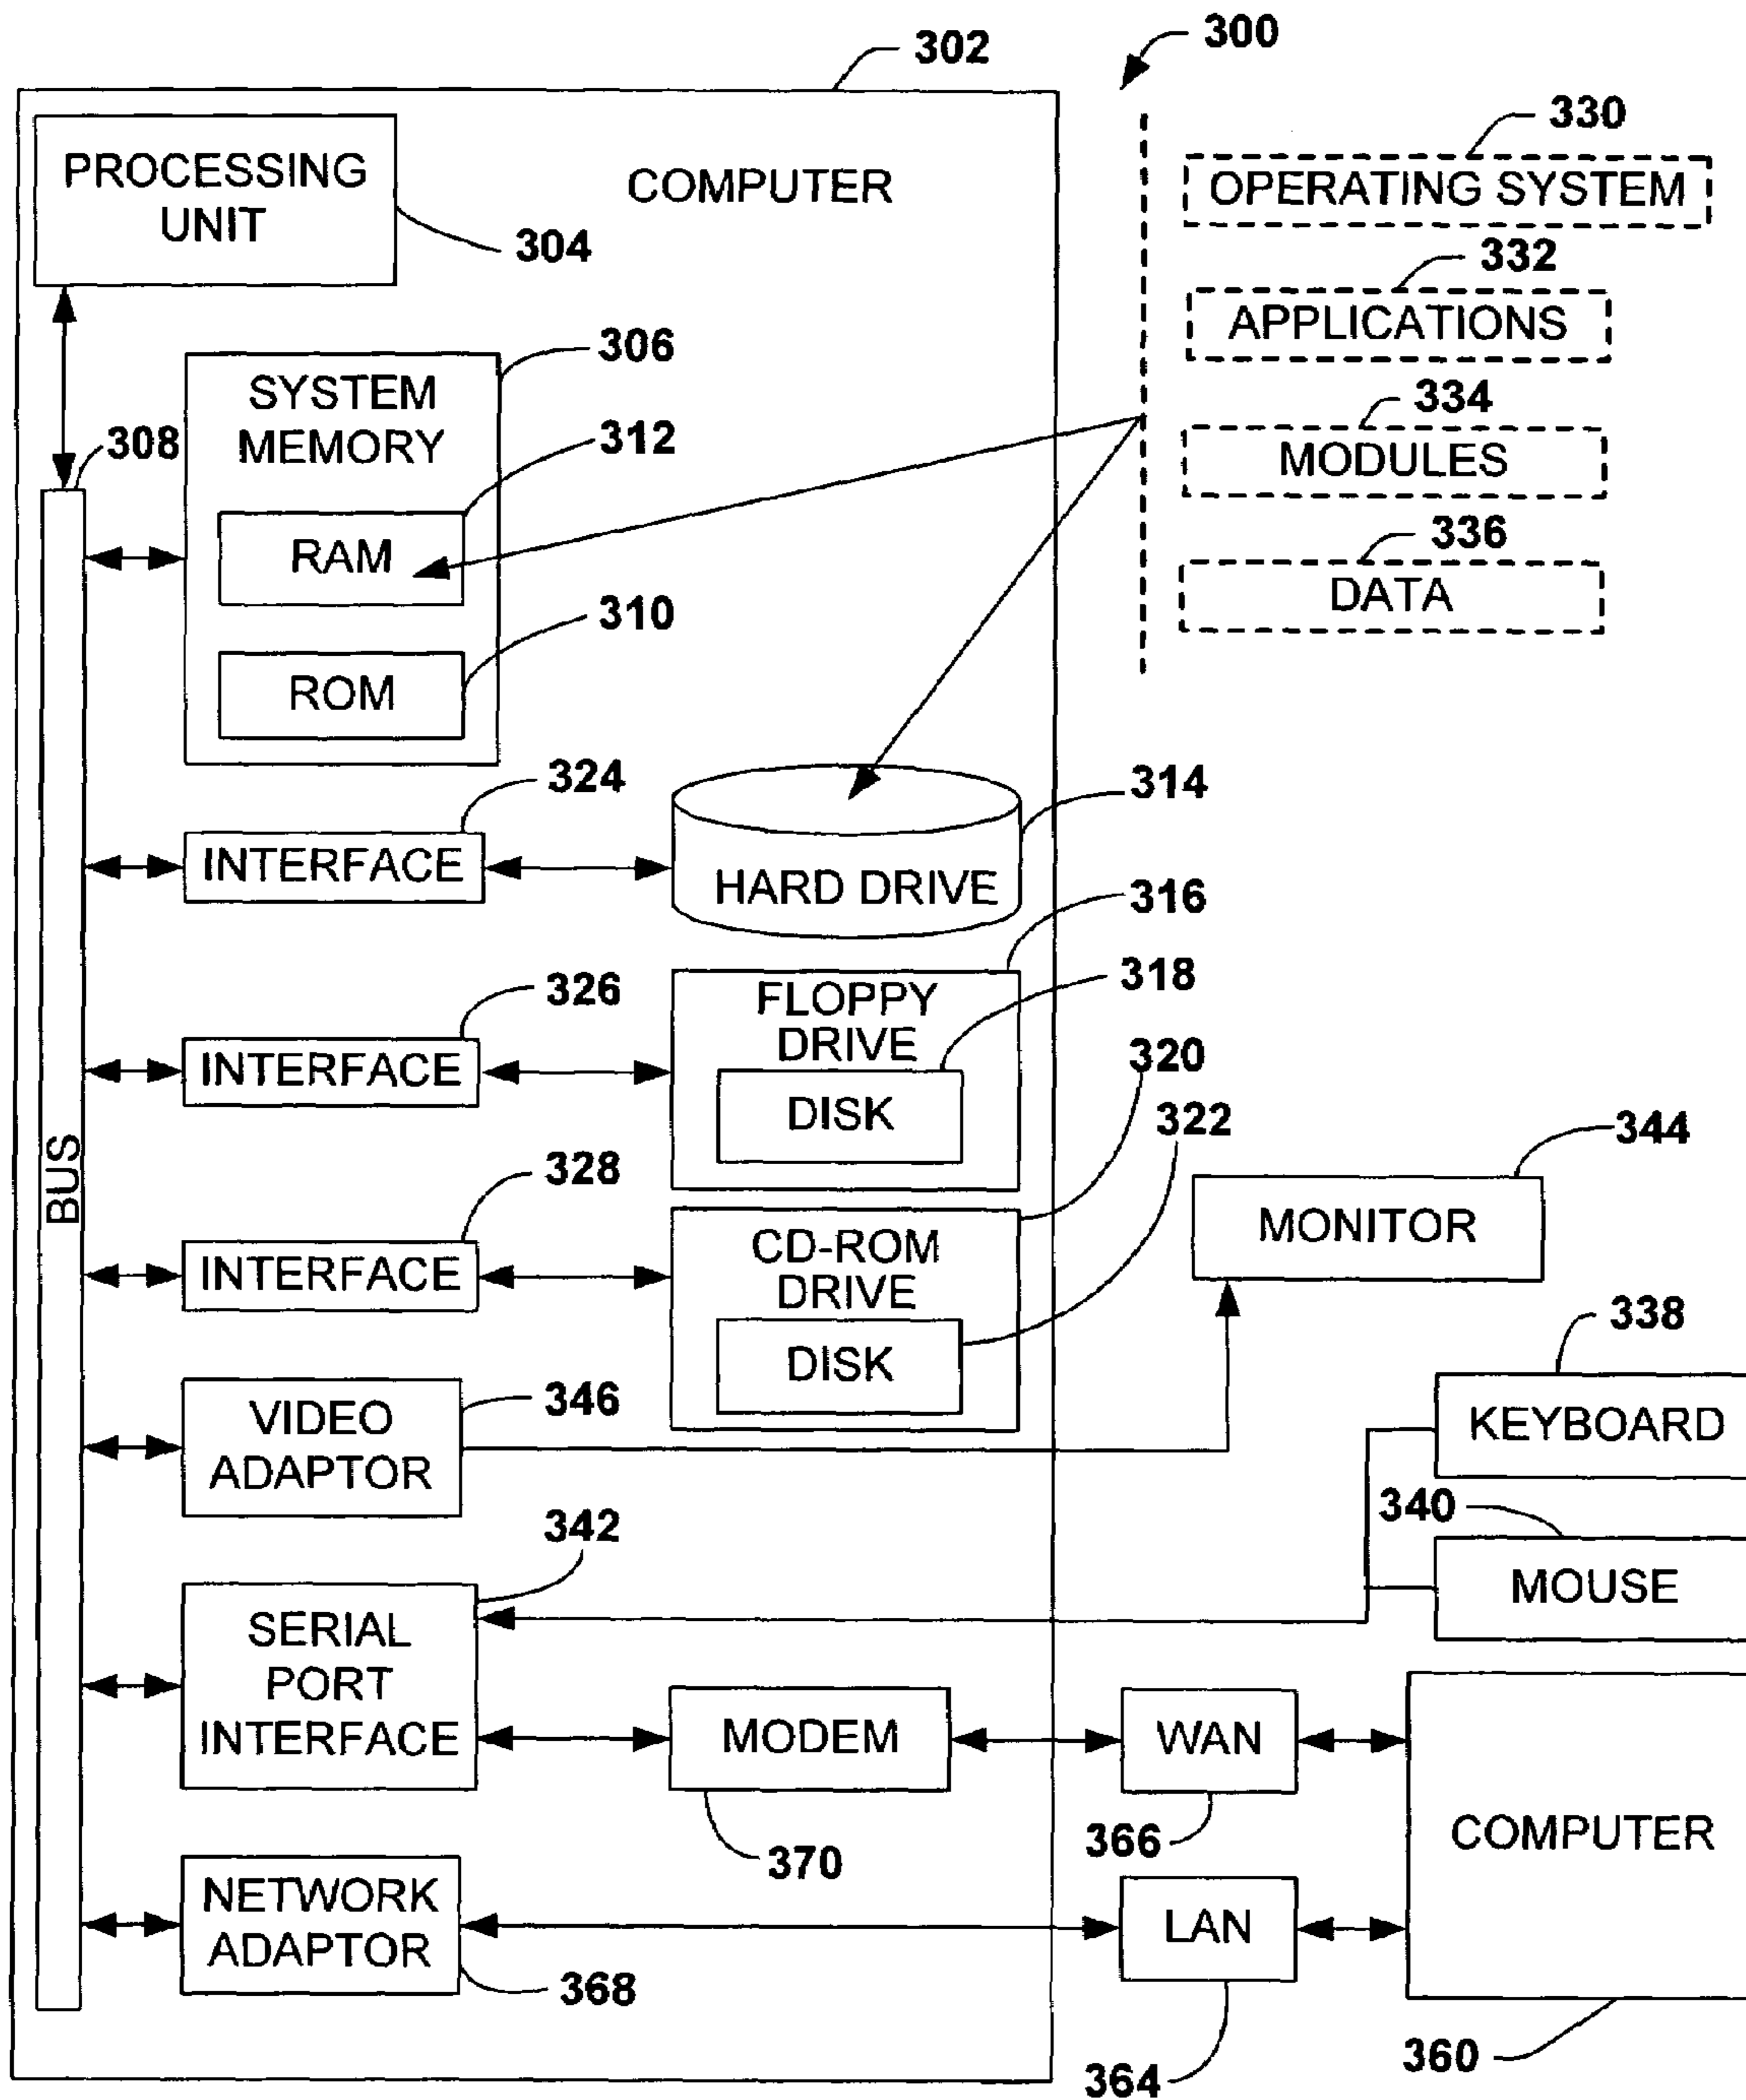 300
302
PROCESSING
UNIT
304
COMPUTER
330
OPERATING SYSTEM
332
APPLICATIONS
334
MODULES
336
DATA
306
SYSTEM
MEMORY
308
312
RAM
310
ROM
324
INTERFACE
314
HARD DRIVE
316
326
INTERFACE
FLOPPY
DRIVE
318
DISK
320
322
BUS
328
INTERFACE
CD-ROM
DRIVE
DISK
344
MONITOR
338
KEYBOARD
346
VIDEO
ADAPTOR
340
MOUSE
342
SERIAL
PORT
INTERFACE
MODEM
370
WAN
366
COMPUTER
NETWORK
ADAPTOR
368
LAN
364
360